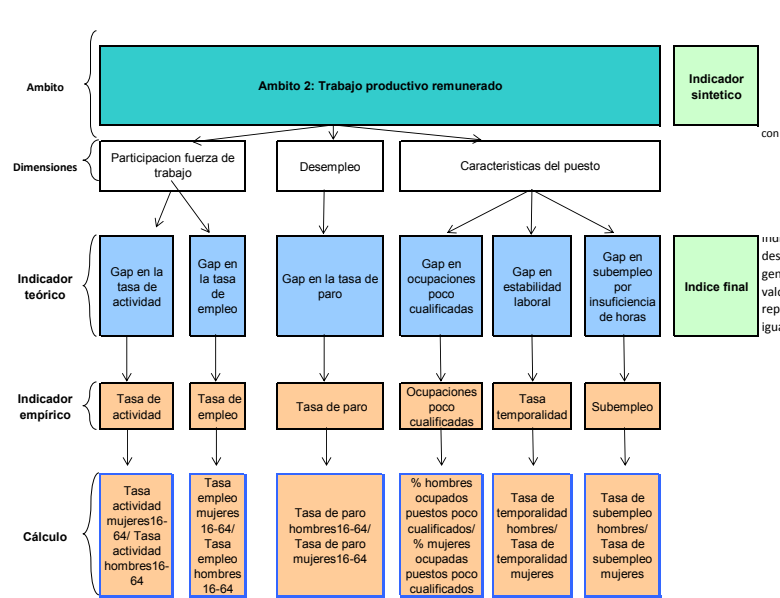 Ambito
Ambito 2: Trabajo productivo remunerado
Indicador
sintetico
con
Dimensiones
Participacion fuerza de
trabajo
Desempleo
Caracteristicas del puesto
Indicador
teórico
Gap en la
tasa de
actividad
Gap en
la tasa
de
empleo
Gap en la tasa de
paro
Gap en
ocupaciones
poco
cualificadas
Gap en
estabilidad
laboral
Gap en
subempleo
por
insuficiencia
de horas
Indice final
des
gen
valo
rep
igua
Indicador
empírico
Tasa de
actividad
Tasa de
empleo
Tasa de paro
Ocupaciones
poco
cualificadas
Tasa
temporalidad
Subempleo
Cálculo
Tasa
actividad
mujeres16-
64/ Tasa
actividad
hombres16-
64
Tasa
empleo
mujeres
16-64/
Tasa
empleo
hombres
16-64
Tasa de paro
hombres16-64/
Tasa de paro
mujeres16-64
% hombres
ocupados
puestos poco
cualificados/
% mujeres
ocupadas
puestos poco
cualificados
Tasa de
temporalidad
hombres/
Tasa de
temporalidad
mujeres
Tasa de
subempleo
hombres/
Tasa de
subempleo
mujeres